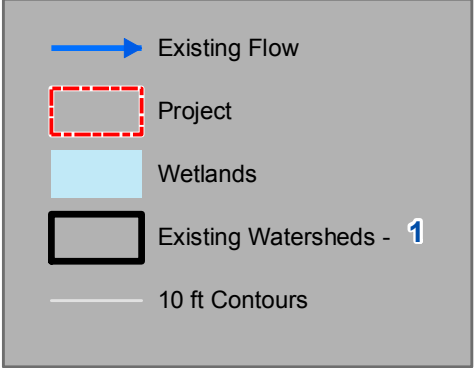 Existing Flow
Project
Wetlands
Existing Watersheds - 1
10 ft Contours